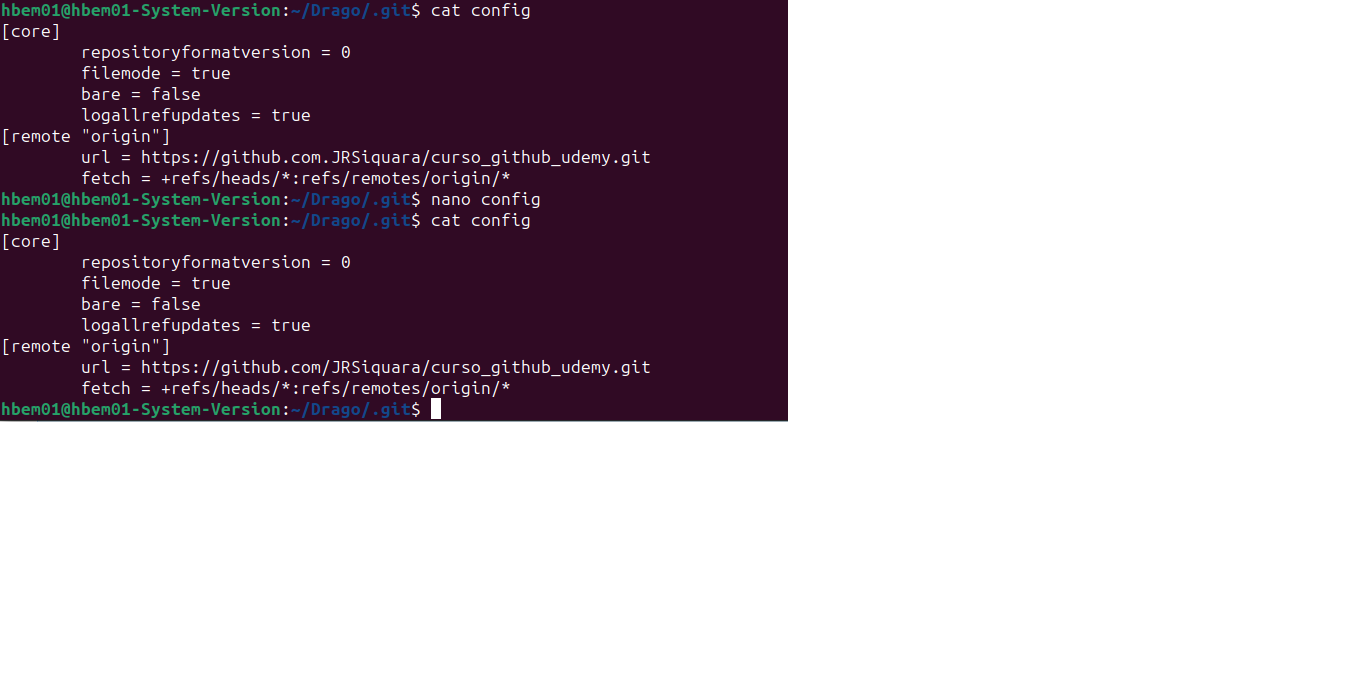 hbem01@hbem01-System-Version:~/Drago/.git$ cat config
[core]
        repositoryformatversion = 0
        filemode = true
        bare = false
        logallrefupdates = true
[remote "origin"]
        url = https://github.com.JRSiquara/curso_github_udemy.git
        fetch = +refs/heads/*:refs/remotes/origin/*
hbem01@hbem01-System-Version:~/Drago/.git$ nano config
hbem01@hbem01-System-Version:~/Drago/.git$ cat config
[core]
        repositoryformatversion = 0
        filemode = true
        bare = false
        logallrefupdates = true
[remote "origin"]
        url = https://github.com/JRSiquara/curso_github_udemy.git
        fetch = +refs/heads/*:refs/remotes/origin/*
hbem01@hbem01-System-Version:~/Drago/.git$